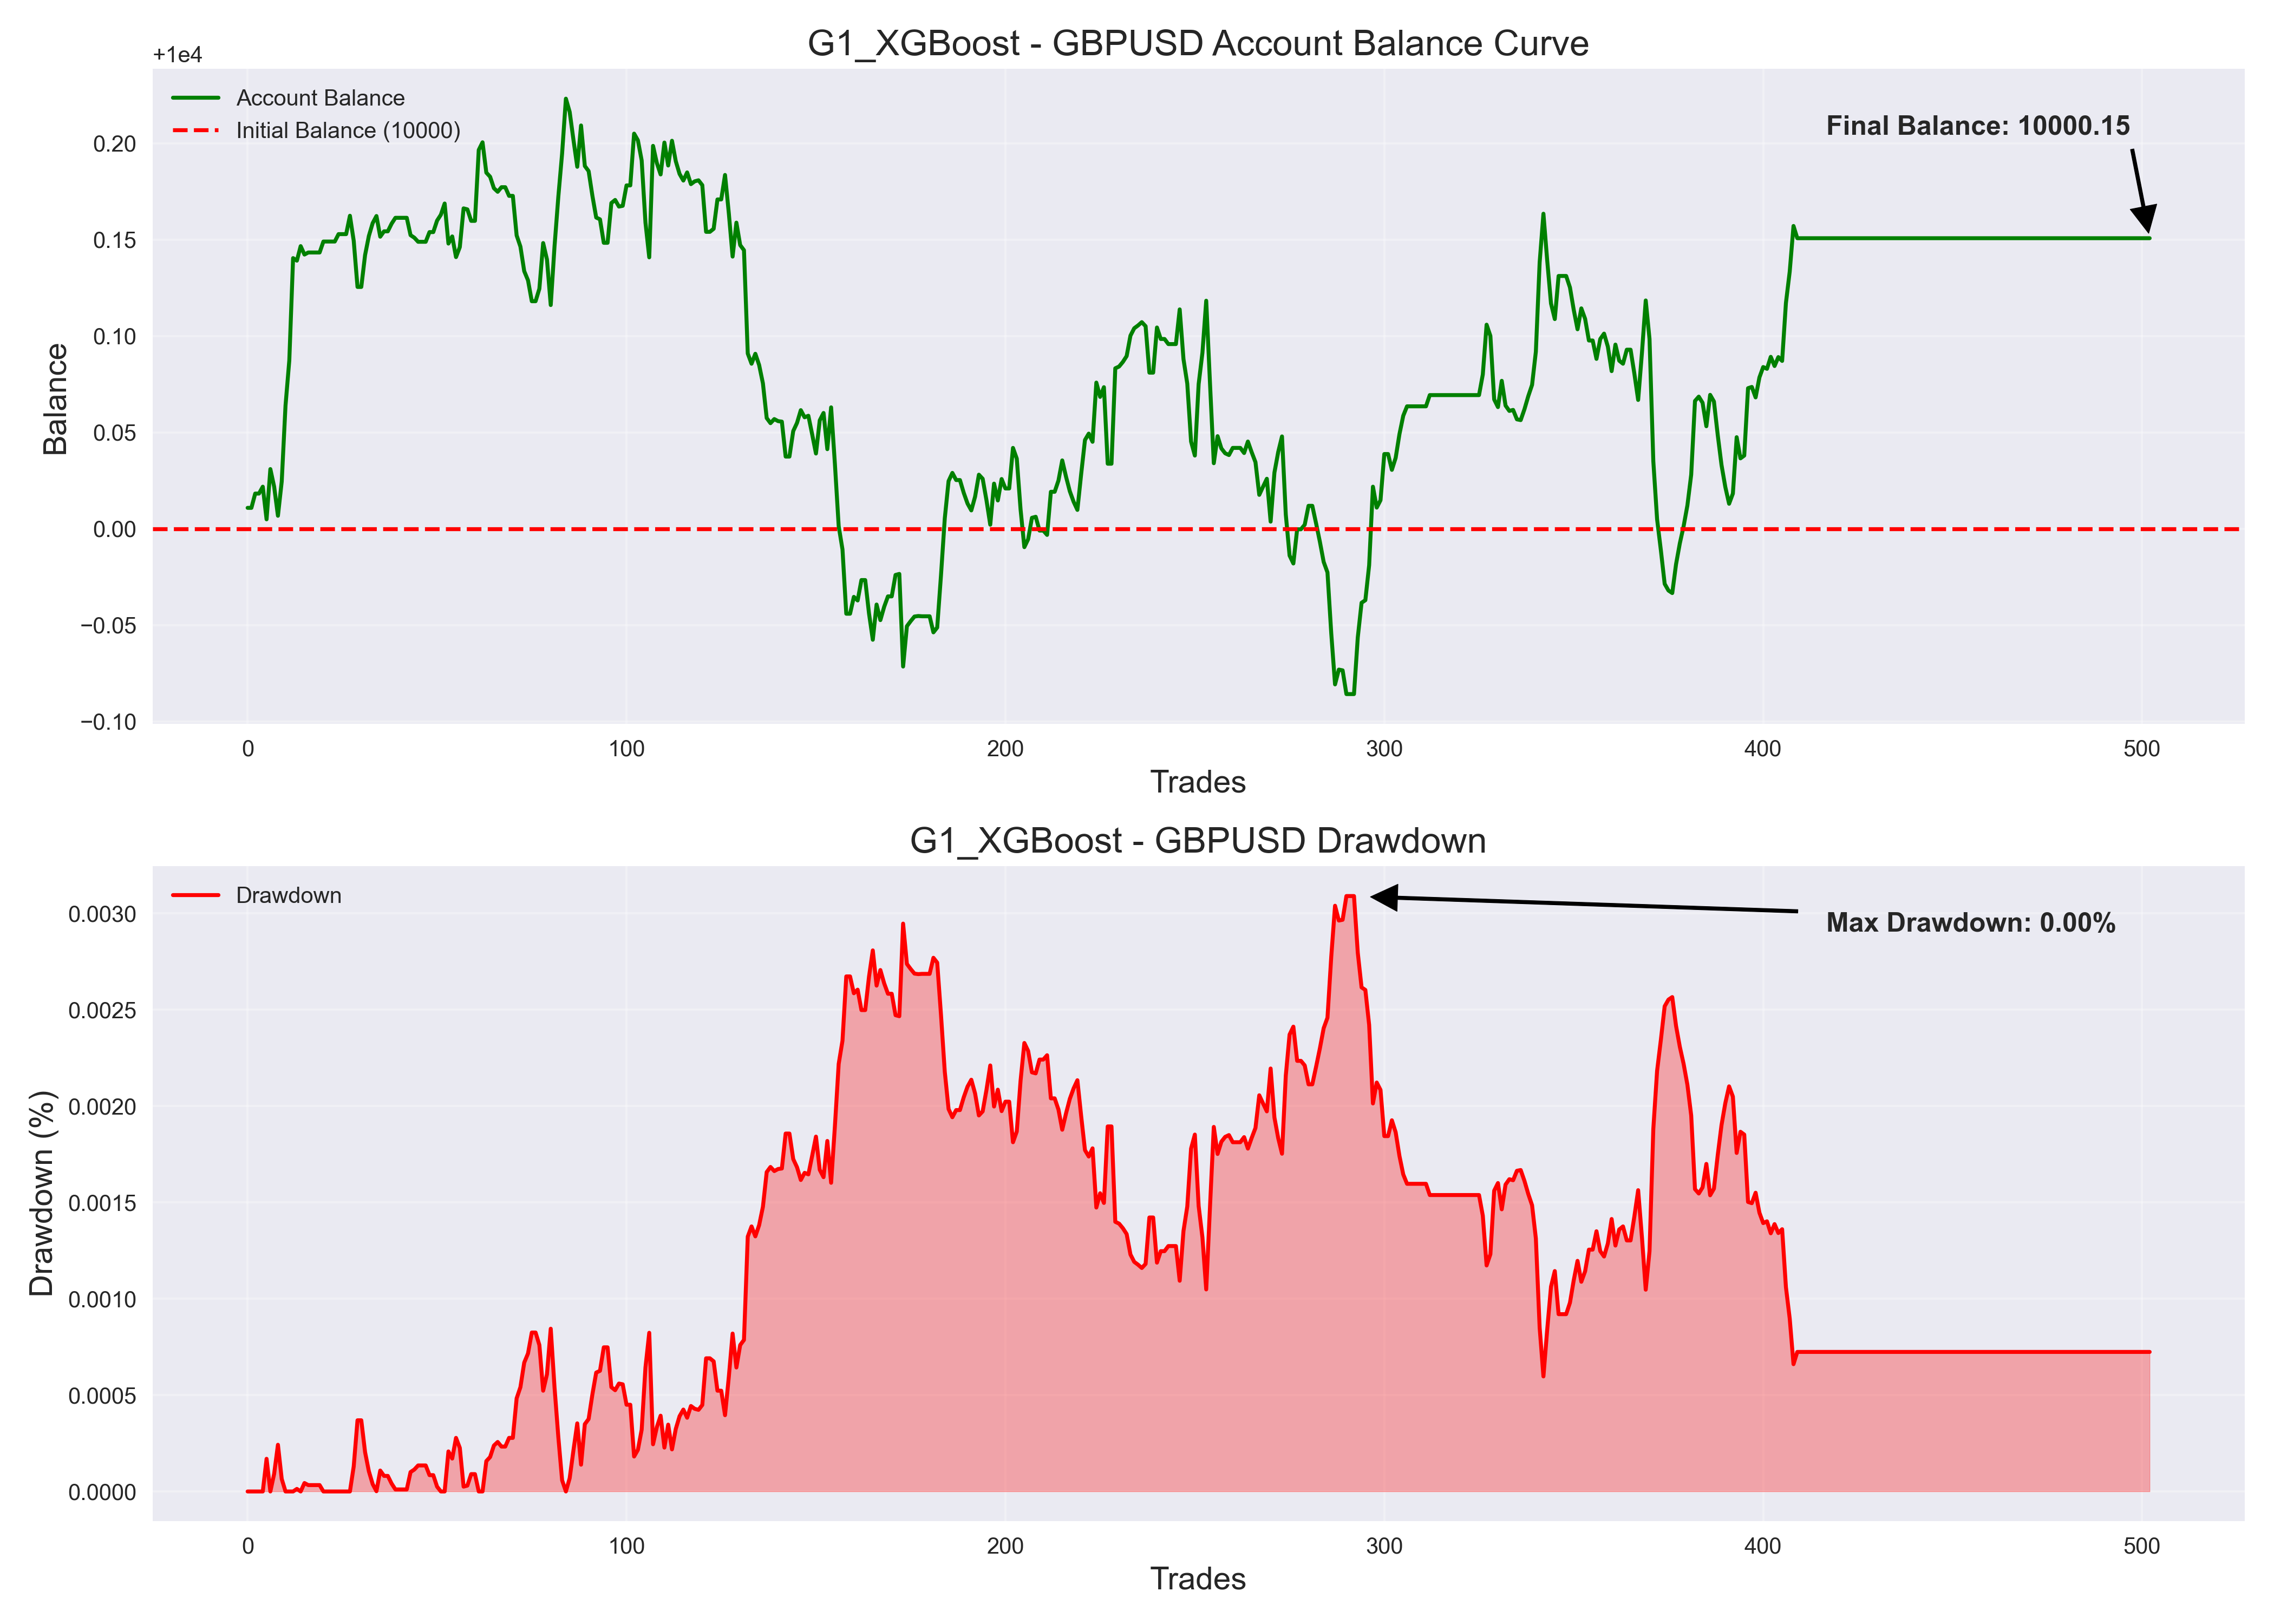 G1_XGBoost - GBPUSD Account Balance Curve
+1e4
Account Balance
Initial Balance (10000)
Final Balance: 10000.15
Balance
0.20
0.15
0.10
0.05
0.00
−0.05
−0.10
0 100 200 300 400 500
Trades
G1_XGBoost - GBPUSD Drawdown
Drawdown
Max Drawdown: 0.00%
Drawdown (%)
0.0030
0.0025
0.0020
0.0015
0.0010
0.0005
0.0000
0 100 200 300 400 500
Trades